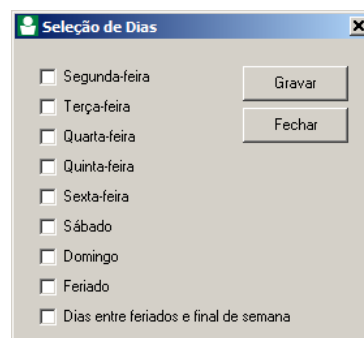 Seleção de Dias
Segunda-feira
Gravar
Terça-feira
Fechar
Quarta-feira
Quinta-feira
Sexta-feira
Sábado
Domingo
Feriado
Dias entre feriados e final de semana